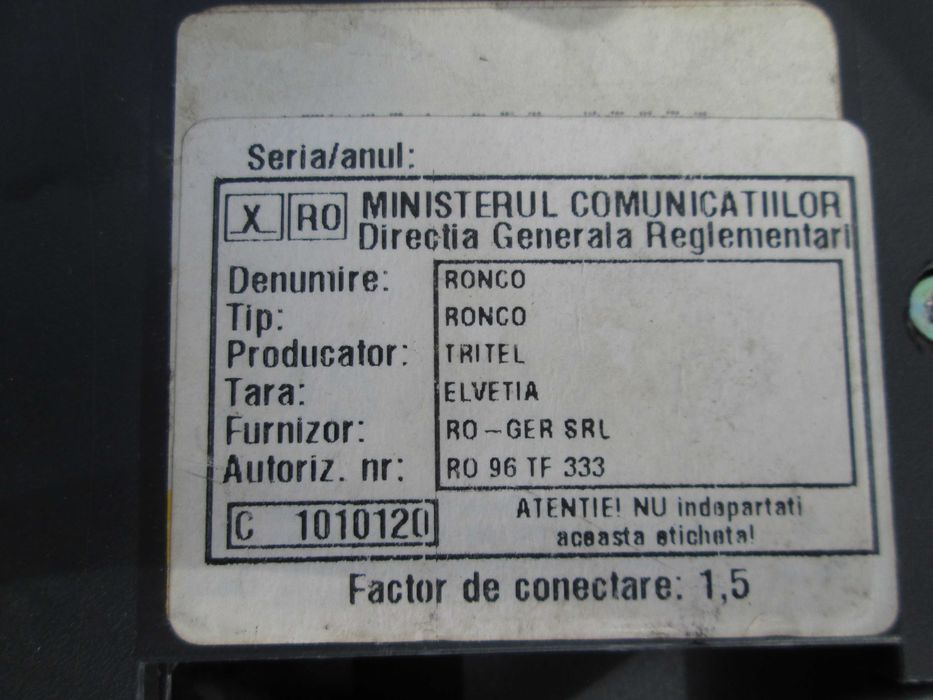 Seria/anul:
X RO MINISTERUL COMUNICATIILOR
Directia Generala Reglementari
Denumire: RONCO
Tip: RONCO
Producator: TRITEL
Tara: ELVETIA
Furnizor: RO-GER SRL
Autoriz. nr: RO 96 TF 333
C 1010120
ATENTIE! NU indepartati
aceasta eticheta!
Factor de conectare: 1,5